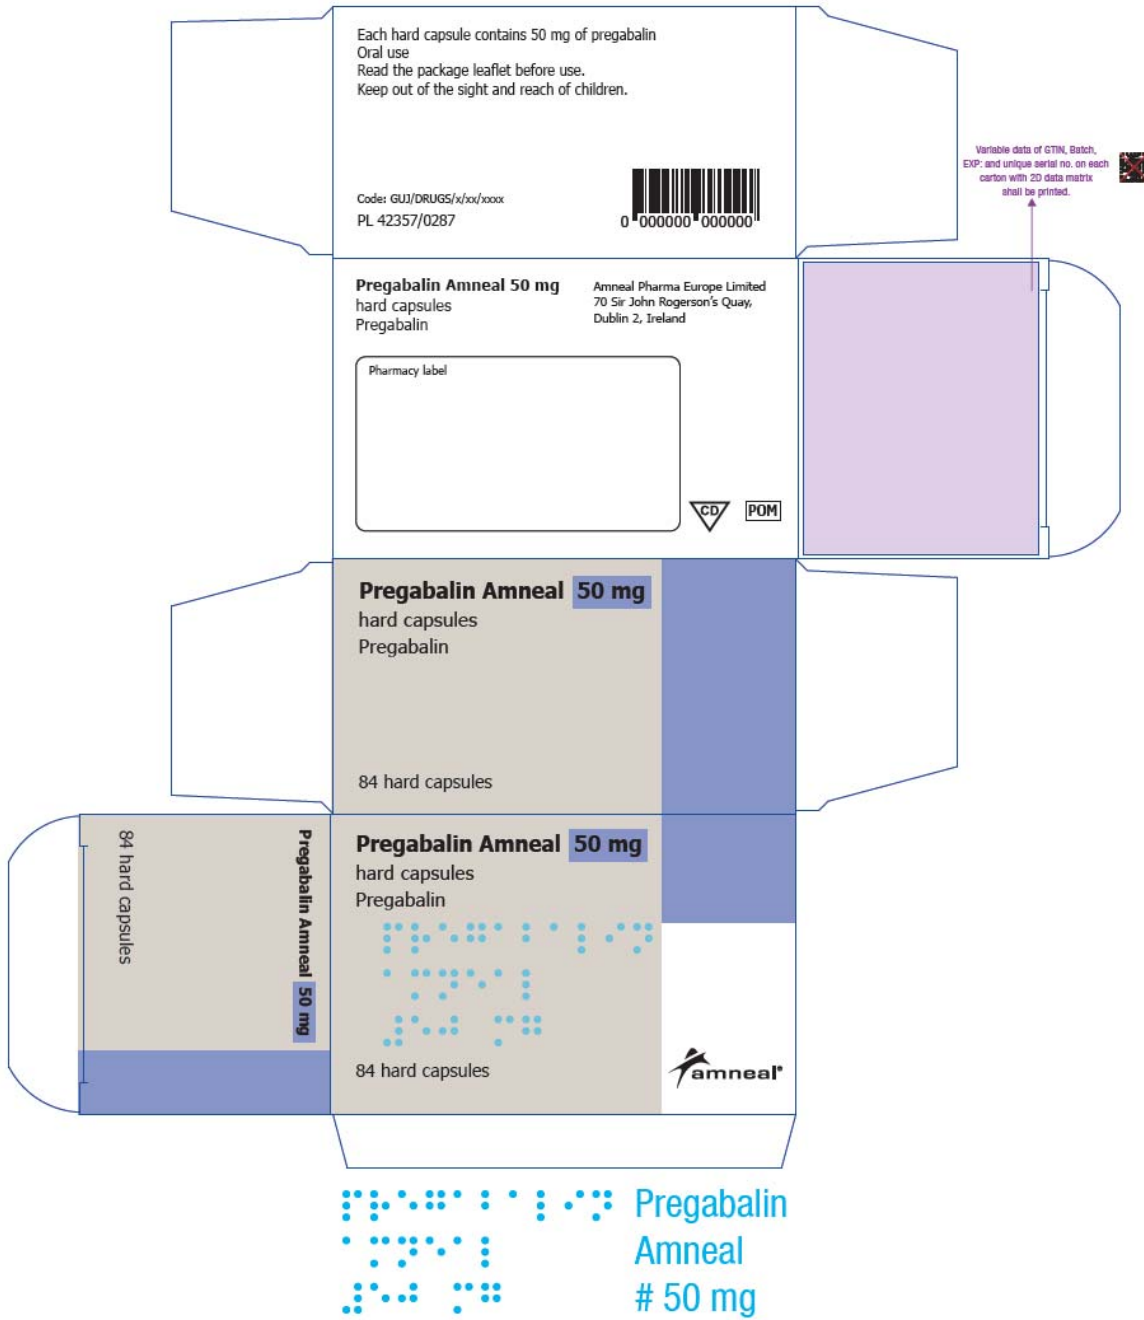 Each hard capsule contains 50 mg of pregabalin
Oral use
Read the package leaflet before use.
Keep out of the sight and reach of children.
Code: GUJ/DRUGS/x/xx/xxxx
PL 42357/0287
0 000000 000000
Variable data of GTIN, Batch,
EXP: and unique serial no. on each
carton with 2D data matrix
shall be printed.
Pregabalin Amneal 50 mg
hard capsules
Pregabalin
Amneal Pharma Europe Limited
70 Sir John Rogerson's Quay,
Dublin 2, Ireland
Pharmacy label
CD
POM
Pregabalin Amneal 50 mg
hard capsules
Pregabalin
84 hard capsules
Pregabalin Amneal 50 mg
84 hard capsules
Pregabalin Amneal 50 mg
hard capsules
Pregabalin
84 hard capsules
amneal®
Pregabalin
Amneal
# 50 mg